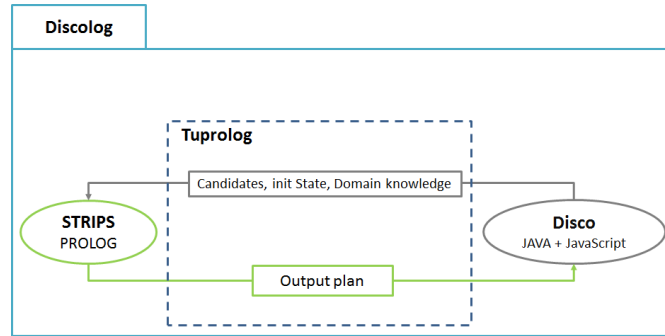 Discolog
Tuprolog
Candidates, init State, Domain knowledge
STRIPS
PROLOG
Disco
JAVA + JavaScript
Output plan